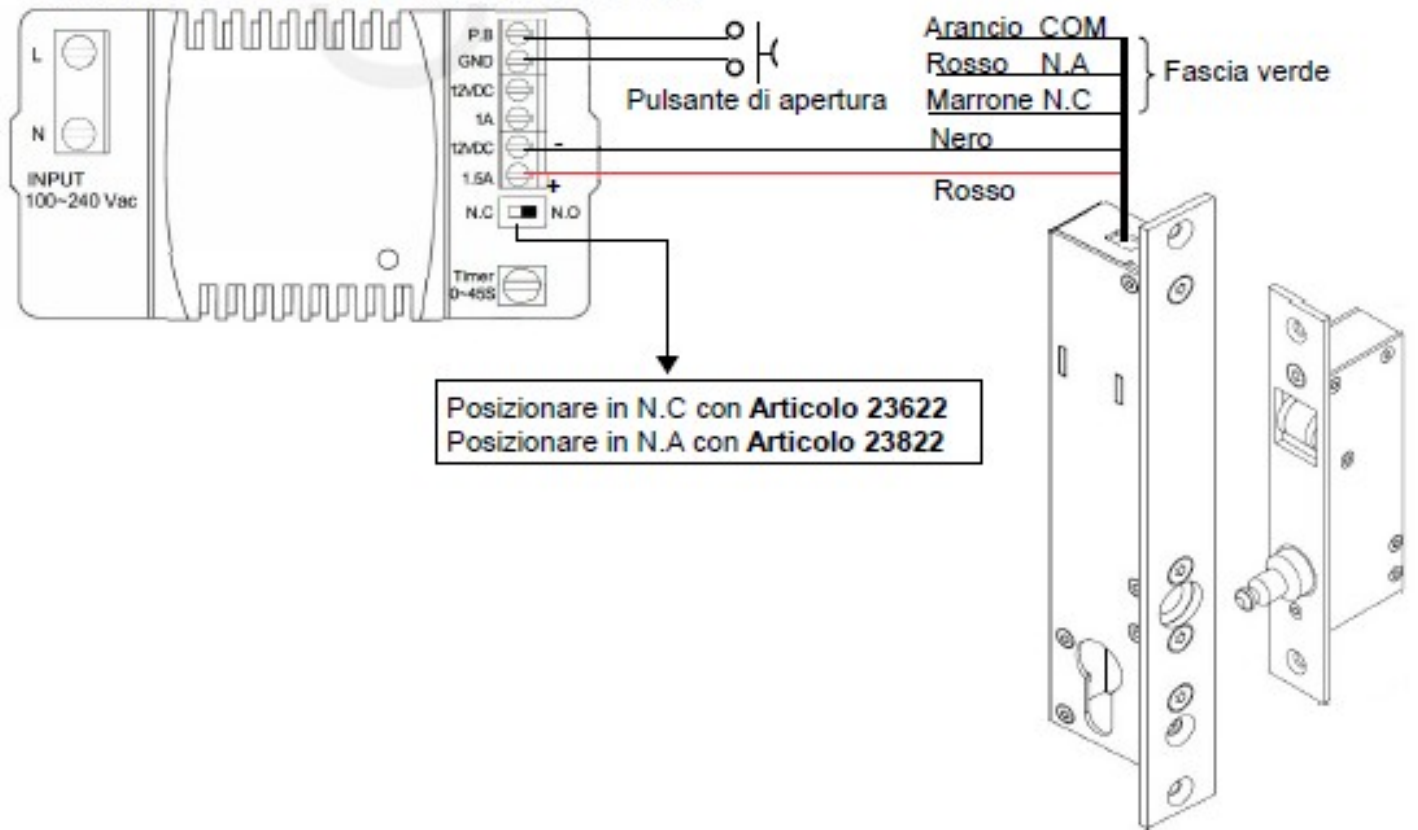 L
N
INPUT
100~240 Vac
P.B
GND
12VDC
1A
12VDC -
1.5A +
N.C N.O
Timer
0~45S
Pulsante di apertura
Arancio COM
Rosso N.A
Marrone N.C
Fascia verde
Nero
Rosso
Posizionare in N.C con Articolo 23622
Posizionare in N.A con Articolo 23822